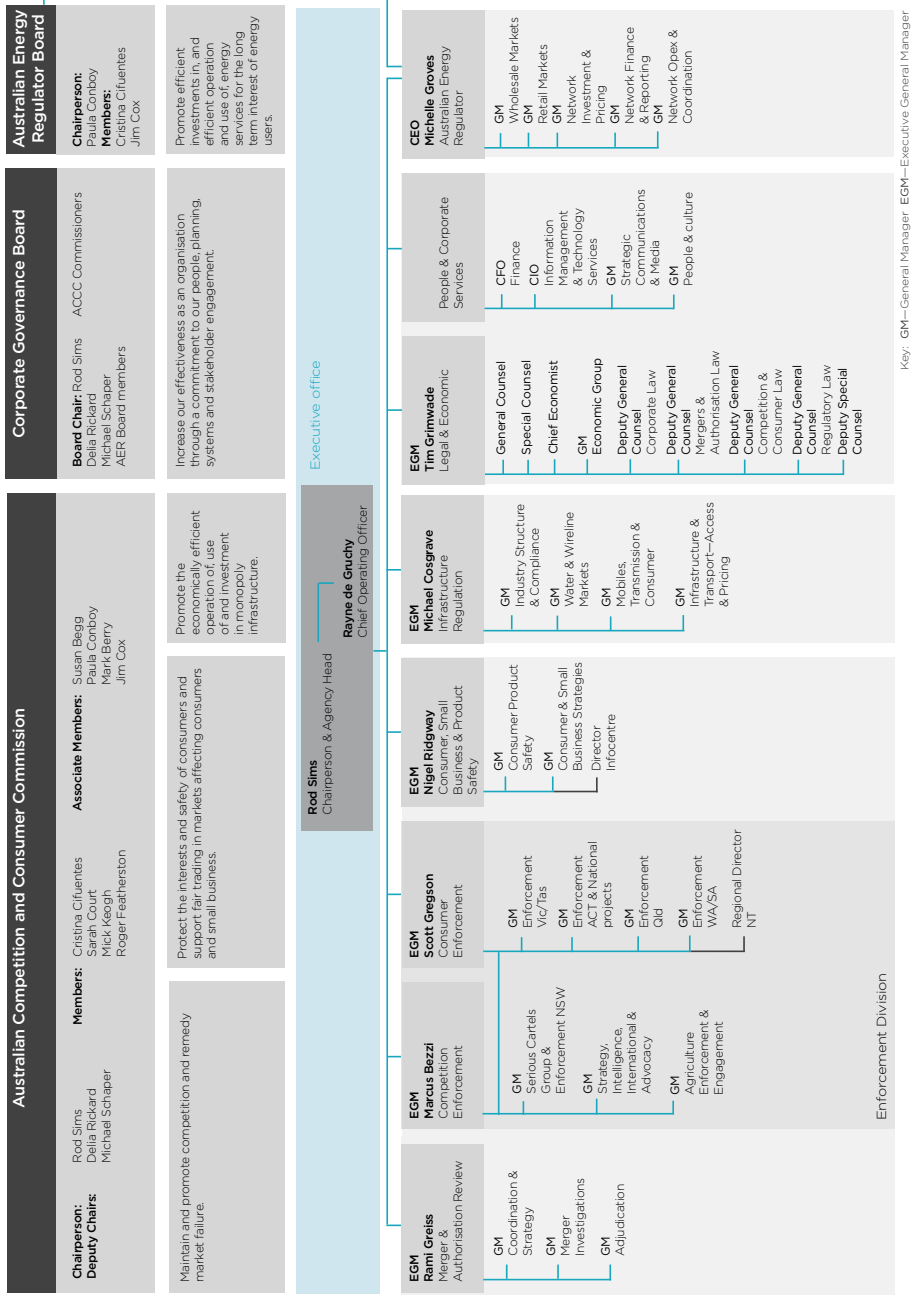 Australian Competition and Consumer Commission
Chairperson: Rod Sims
Deputy Chairs: Delia Rickard
Michael Schaper
Members: Cristina Cifuentes
Sarah Court
Mick Keogh
Roger Featherston
Associate Members: Susan Begg
Paula Conboy
Mark Berry
Jim Cox
Maintain and promote competition and remedy
market failure.
Protect the interests and safety of consumers and
support fair trading in markets affecting consumers
and small business.
Promote the
economically efficient
operation of, use
of and investment
in monopoly
infrastructure.
Corporate Governance Board
Board Chair: Rod Sims
Delia Rickard
Michael Schaper
AER Board members
ACCC Commissioners
Increase our effectiveness as an organisation
through a commitment to our people, planning,
systems and stakeholder engagement.
Australian Energy
Regulator Board
Chairperson:
Paula Conboy
Members:
Cristina Cifuentes
Jim Cox
Promote efficient
investments in, and
efficient operation
and use of, energy
services for the long
term interest of energy
users.
Executive office
Rod Sims
Chairperson & Agency Head
Rayne de Gruchy
Chief Operating Officer
EGM
Rami Greiss
Merger &
Authorisation Review
GM
Coordination &
Strategy
GM
Merger
Investigations
GM
Adjudication
EGM
Marcus Bezzi
Competition
Enforcement
GM
Serious Cartels
Group &
Enforcement NSW
GM
Strategy,
Intelligence,
International &
Advocacy
GM
Agriculture
Enforcement &
Engagement
EGM
Scott Gregson
Consumer
Enforcement
GM
Enforcement
Vic/Tas
GM
Enforcement
ACT & National
projects
GM
Enforcement
Qld
GM
Enforcement
WA/SA
Regional Director
NT
Enforcement Division
EGM
Nigel Ridgway
Consumer, Small
Business & Product
Safety
GM
Consumer Product
Safety
GM
Consumer & Small
Business Strategies
Director
Infocentre
EGM
Michael Cosgrave
Infrastructure
Regulation
GM
Industry Structure
& Compliance
GM
Water & Wireline
Markets
GM
Mobiles,
Transmission &
Consumer
GM
Infrastructure &
Transport—Access
& Pricing
EGM
Tim Grimwade
Legal & Economic
General Counsel
Special Counsel
Chief Economist
GM
Economic Group
Deputy General
Counsel
Corporate Law
Deputy General
Counsel
Mergers &
Authorisation Law
Deputy General
Counsel
Competition &
Consumer Law
Deputy General
Counsel
Regulatory Law
Deputy Special
Counsel
People & Corporate
Services
CFO
Finance
CIO
Information
Management
& Technology
Services
GM
Strategic
Communications
& Media
GM
People & culture
CEO
Michelle Groves
Australian Energy
Regulator
GM
Wholesale Markets
GM
Retail Markets
GM
Network
Investment &
Pricing
GM
Network Finance
& Reporting
GM
Network Opex &
Coordination
Key: GM—General Manager EGM—Executive General Manager